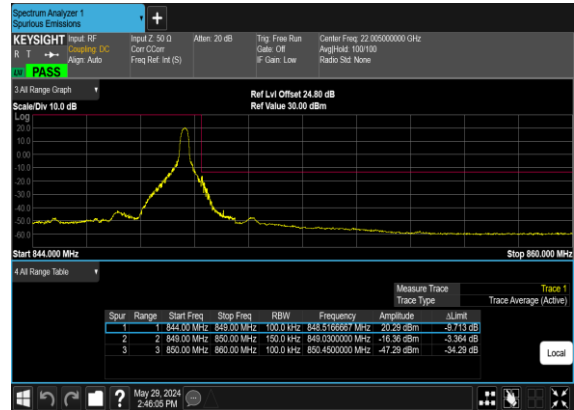 Spectrum Analyzer 1
Spurious Emissions
KEYSIGHT Input: RF Input Z: 50 Ω Atten: 20 dB Trig: Free Run Center Freq: 22.005000000 GHz
R T Coupling: DC Corr CCorr Gate: Off Avg|Hold: 100/100
Align: Auto Freq Ref: Int (S) IF Gain: Low Radio Std: None
PASS
3 All Range Graph
Ref Lvl Offset 24.80 dB
Scale/Div 10.0 dB Ref Value 30.00 dBm
Log
20.0
10.0
0.00
-10.0
-20.0
-30.0
-40.0
-50.0
-60.0
Start 844.000 MHz Stop 860.000 MHz
4 All Range Table
Measure Trace Trace 1
Trace Type Trace Average (Active)
Spur Range Start Freq Stop Freq RBW Frequency Amplitude ΔLimit
1 1 844.00 MHz 849.00 MHz 100.0 kHz 848.5166667 MHz 20.29 dBm -9.713 dB
2 2 849.00 MHz 850.00 MHz 150.0 kHz 849.0300000 MHz -16.36 dBm -3.364 dB
3 3 850.00 MHz 860.00 MHz 100.0 kHz 850.4500000 MHz -47.29 dBm -34.29 dB
Local
May 29, 2024
2:46:05 PM